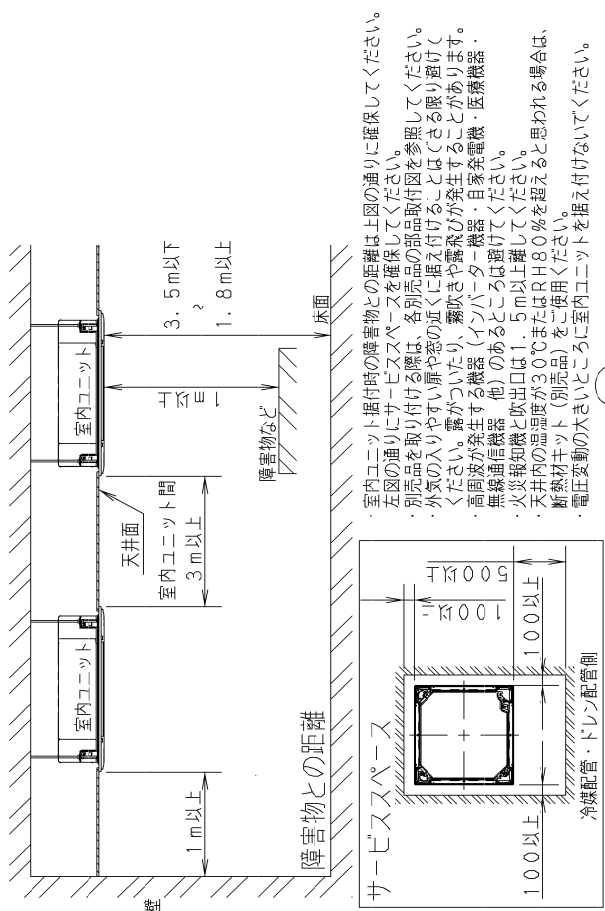 障害物との距離
壁
1m以上
室内ユニット
室内ユニット
天井面
室内ユニット間
3m以上
障害物など
1m以上
3.5m以下
~
1.8m以上
床面
サービススペース
100以上
100以上
100以上
500以上
冷媒配管・ドレン配管側
・室内ユニット据付時の障害物との距離は上図の通りに確保してください。
左図の通りにサービススペースを確保してください。
・別売品を取り付ける際は、各別売品の部品取付図を参照してください。
・外気の入りやすい扉や窓の近くに据え付けることはできる限り避けて
ください。露がついたり、霧吹きや露飛びが発生することがあります。
・高周波が発生する機器(インバーター機器・自家発電機・医療機器・
無線通信機器 他)のあるところは避けてください。
・火災報知機と吹出口は1.5m以上離してください。
・天井内の温湿度が30℃またはRH80%を超えると思われる場合は、
断熱材キット(別売品)をご使用ください。
・電圧変動の大きいところに室内ユニットを据え付けないでください。